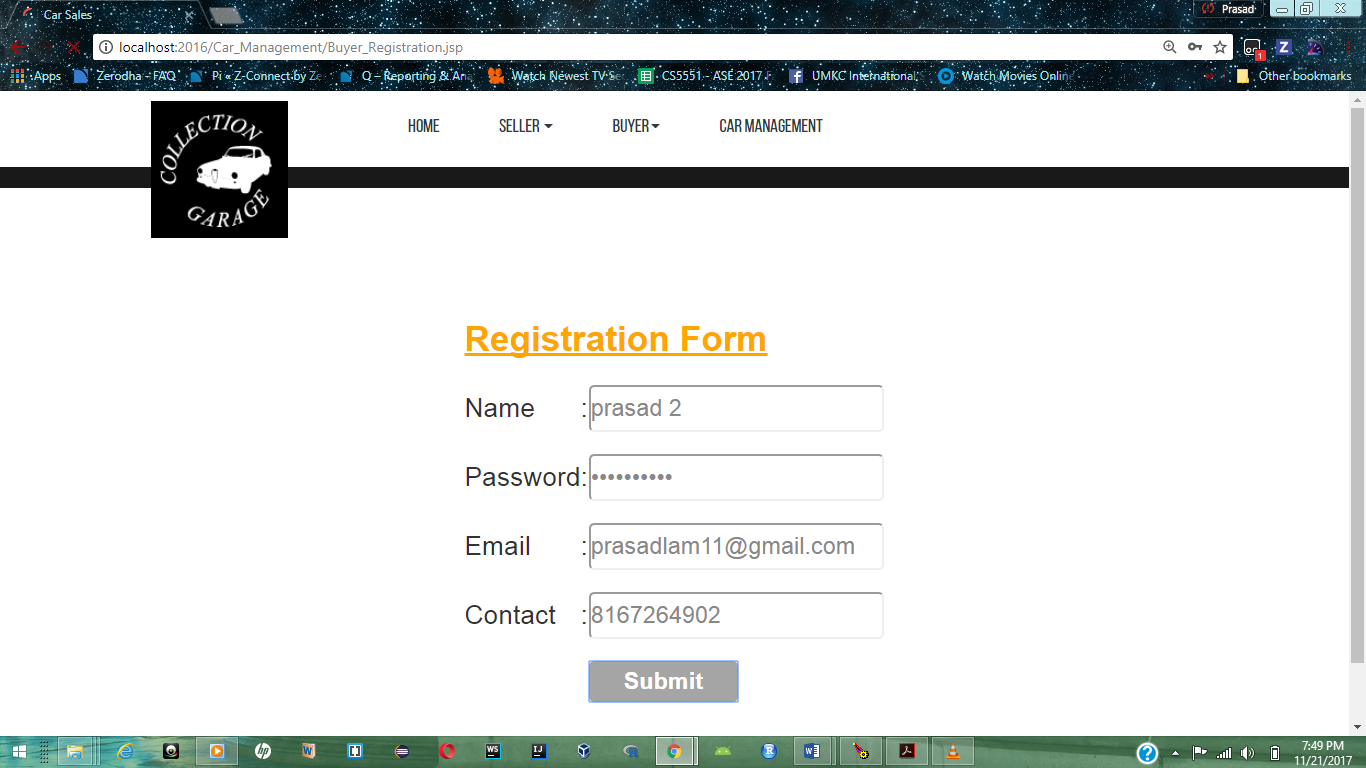 Car Sales
Prasad
localhost:2016/Car_Management/Buyer_Registration.jsp
1
Apps
Zerodha - FAQ
Pi « Z-Connect by Ze
Q – Reporting & An
Watch Newest TV Se
CS5551 - ASE 2017
UMKC International
Watch Movies Online
Other bookmarks
COLLECTION
GARAGE
HOME
SELLER
BUYER
CAR MANAGEMENT
Registration Form
Name : prasad 2
Password: ••••••••••
Email : prasadlam11@gmail.com
Contact : 8167264902
Submit
7:49 PM
11/21/2017